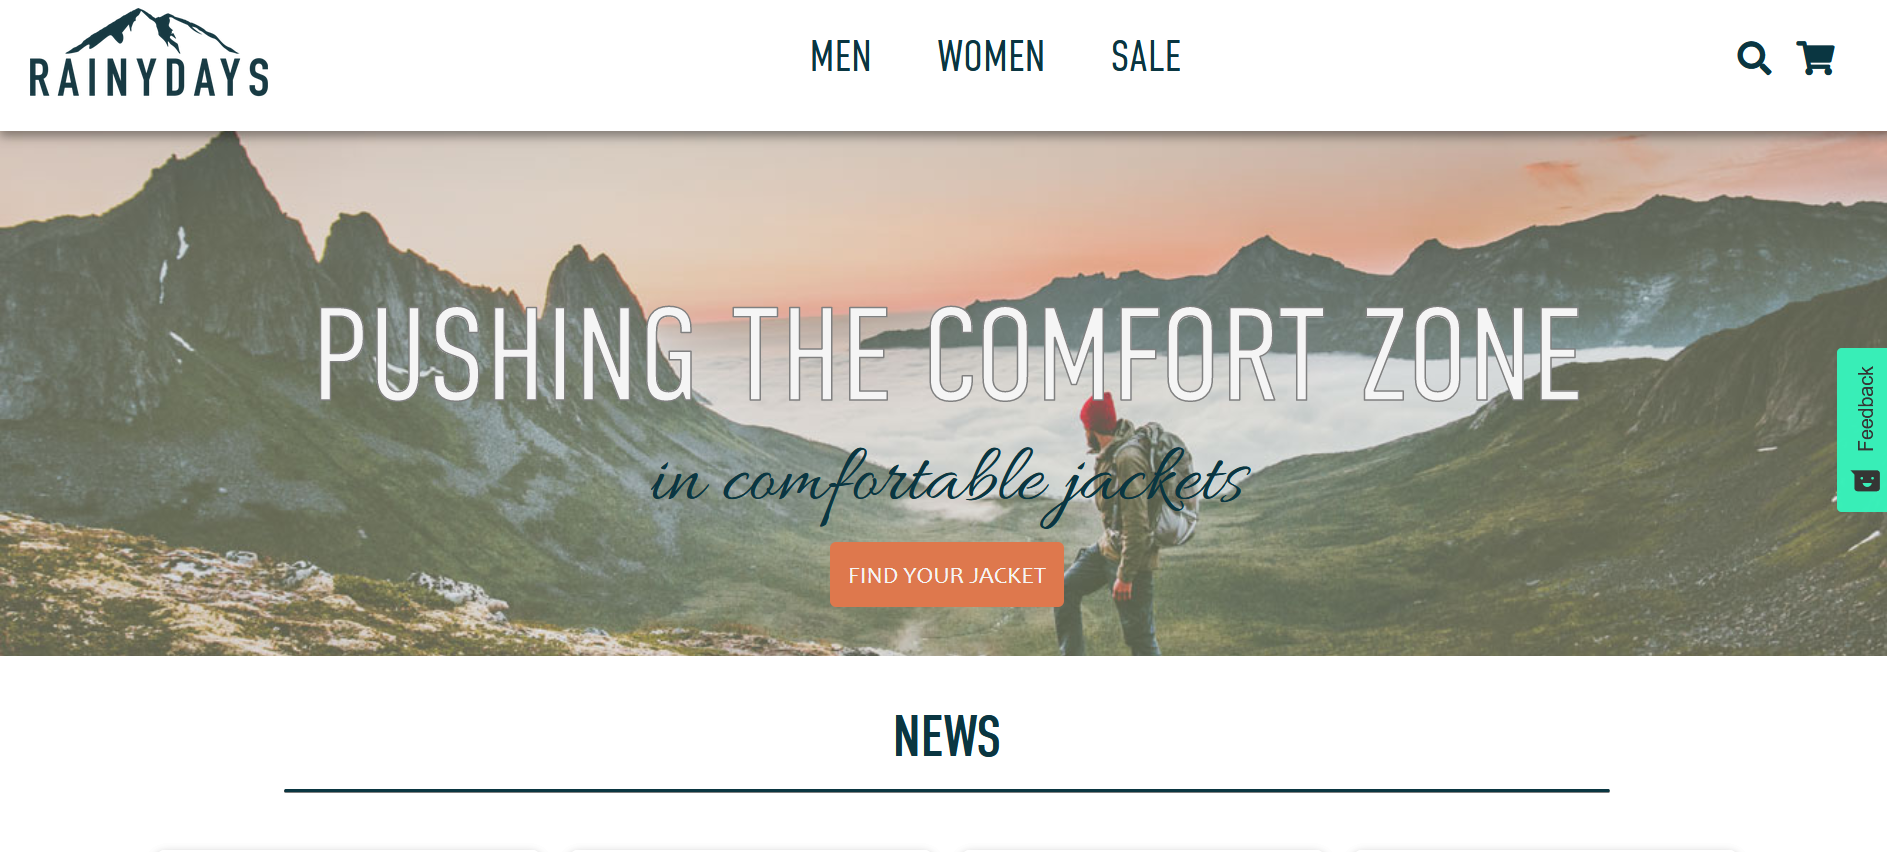 RAINYDAYS
MEN WOMEN SALE
PUSHING THE COMFORT ZONE
in comfortable jackets
FIND YOUR JACKET
Feedback
NEWS